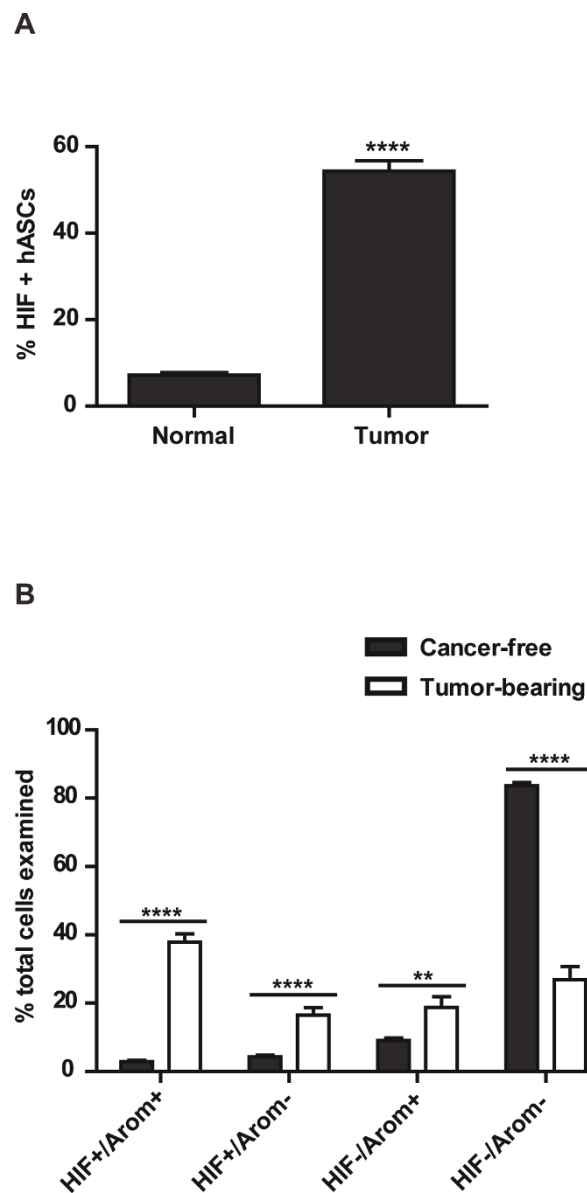 A
% HIF + hASCs
60
40
20
0
****
Normal
Tumor
B
Cancer-free
Tumor-bearing
% total cells examined
100
80
60
40
20
0
****
****
**
****
HIF+/Arom+
HIF+/Arom-
HIF-/Arom+
HIF-/Arom-